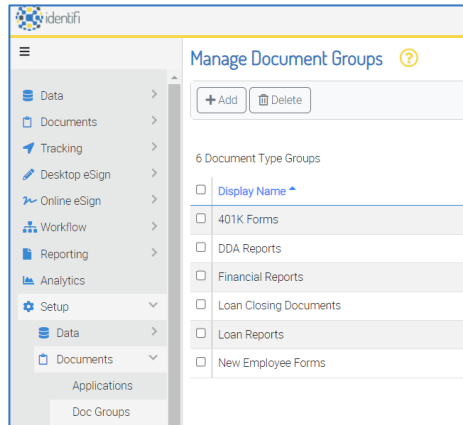 identifi
Manage Document Groups ?
Add Delete
Data
Documents
Tracking
Desktop eSign
Online eSign
Workflow
Reporting
Analytics
Setup
Data
Documents
Applications
Doc Groups
6 Document Type Groups
Display Name
401K Forms
DDA Reports
Financial Reports
Loan Closing Documents
Loan Reports
New Employee Forms